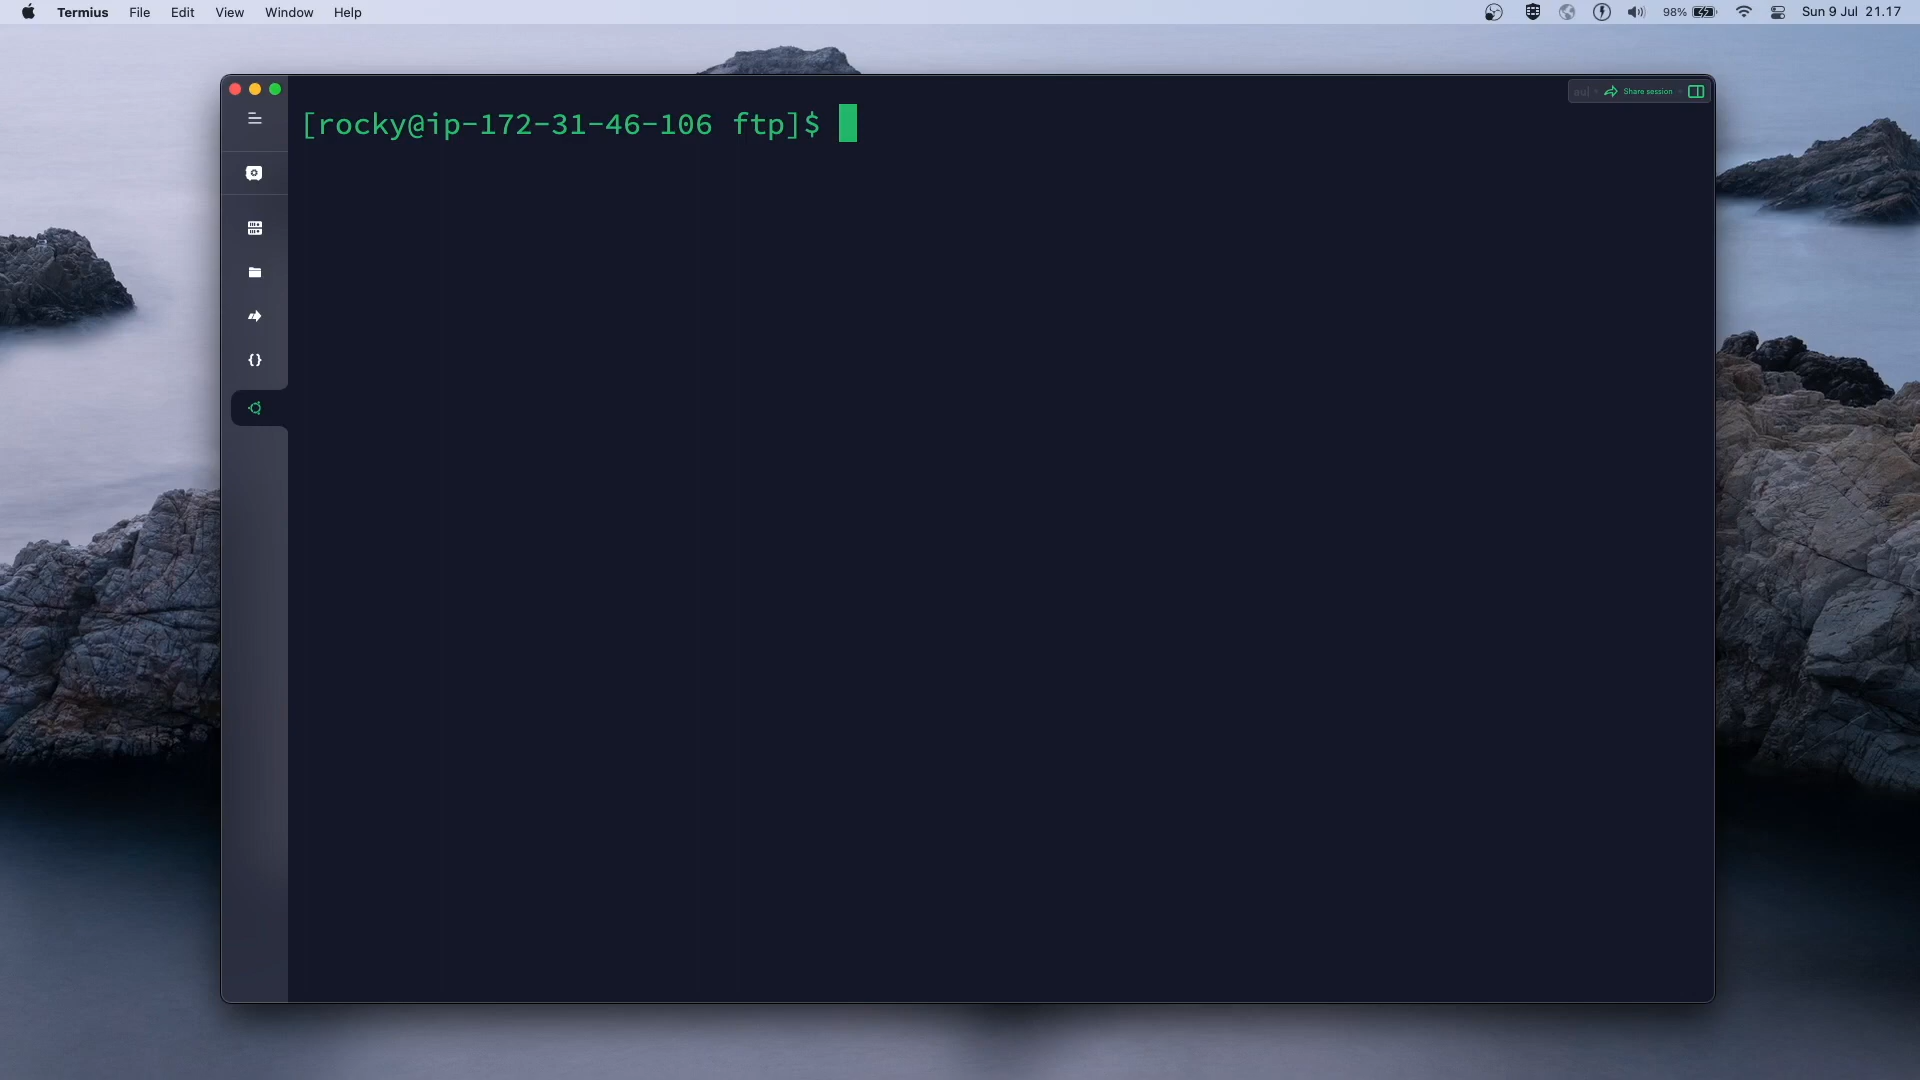 Termius File Edit View Window Help 98% Sun 9 Jul 21.17
Share session
[rocky@ip-172-31-46-106 ftp]$